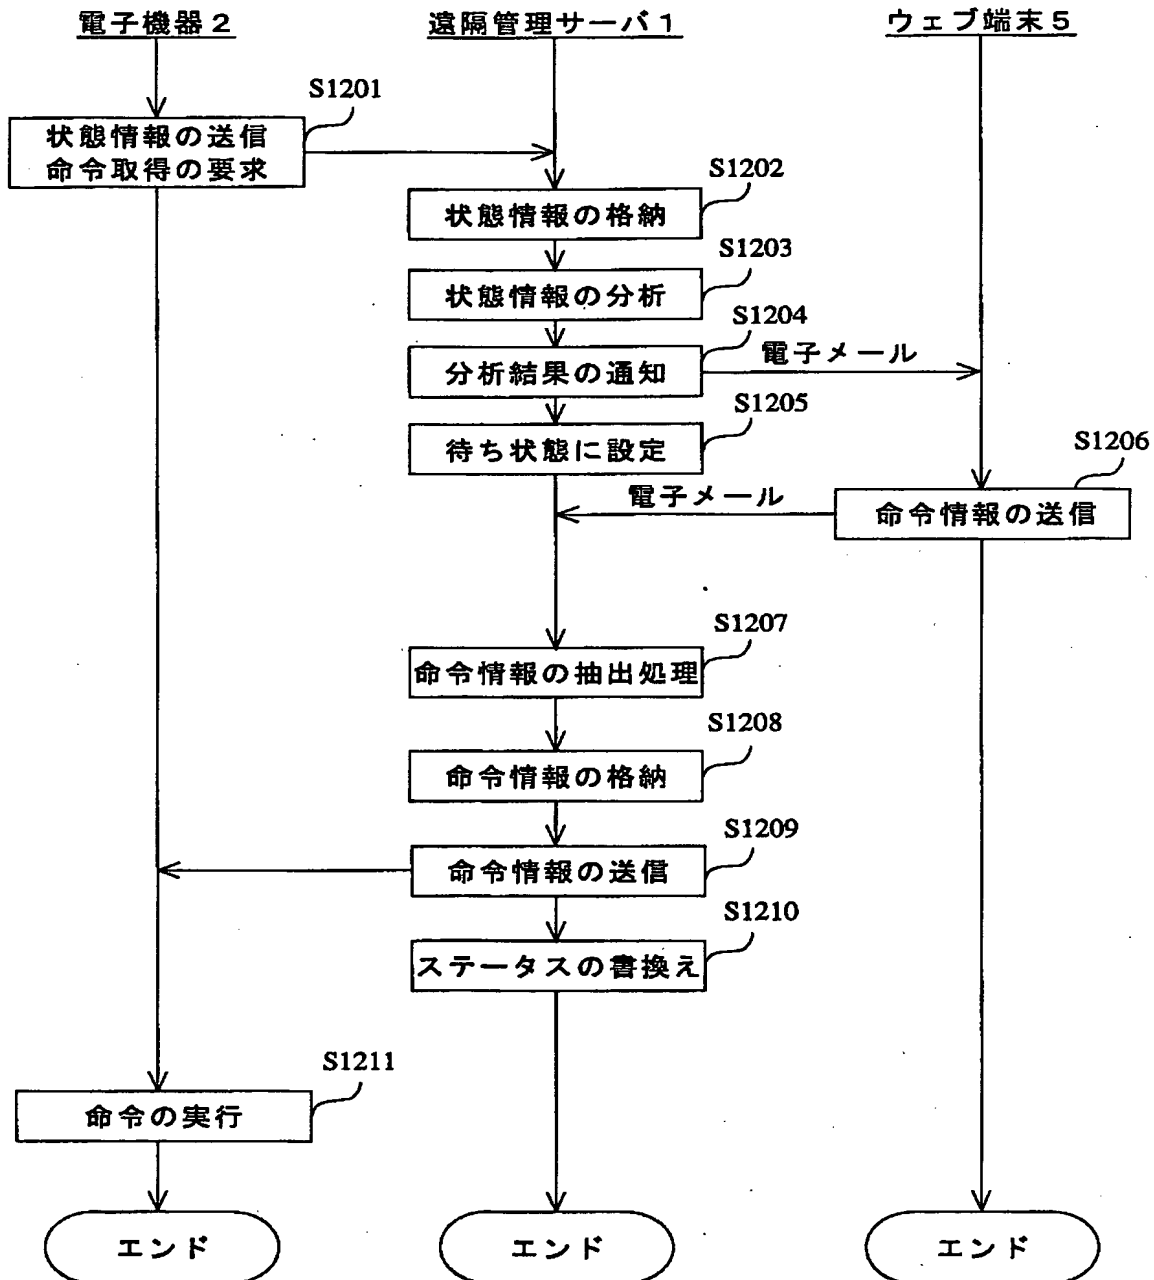 電子機器2
遠隔管理サーバ1
ウェブ端末5
S1201
状態情報の送信
命令取得の要求
S1202
状態情報の格納
S1203
状態情報の分析
S1204
分析結果の通知
電子メール
S1205
待ち状態に設定
S1206
命令情報の送信
電子メール
S1207
命令情報の抽出処理
S1208
命令情報の格納
S1209
命令情報の送信
S1210
ステータスの書換え
S1211
命令の実行
エンド
エンド
エンド